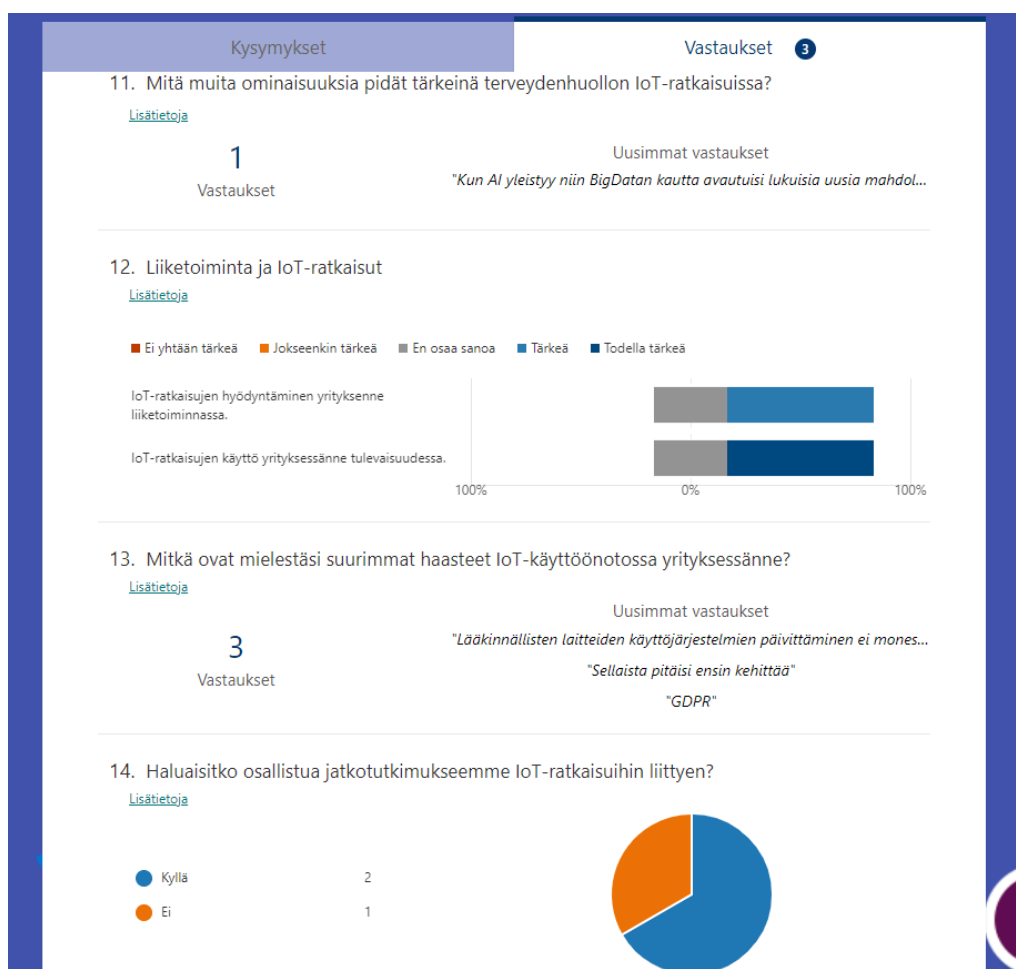 Kysymykset
Vastaukset 3
11. Mitä muita ominaisuuksia pidät tärkeinä terveydenhuollon IoT-ratkaisuissa?
Lisätietoja
1
Vastaukset
Uusimmat vastaukset
"Kun AI yleistyy niin BigDatan kautta avautuisi lukuisia uusia mahdol...
12. Liiketoiminta ja IoT-ratkaisut
Lisätietoja
Ei yhtään tärkeä Jokseenkin tärkeä En osaa sanoa Tärkeä Todella tärkeä
IoT-ratkaisujen hyödyntäminen yrityksenne
liiketoiminnassa.
IoT-ratkaisujen käyttö yrityksessänne tulevaisuudessa.
100% 0% 100%
13. Mitkä ovat mielestäsi suurimmat haasteet IoT-käyttöönotossa yrityksessänne?
Lisätietoja
3
Vastaukset
Uusimmat vastaukset
"Lääkinnällisten laitteiden käyttöjärjestelmien päivittäminen ei mones...
"Sellaista pitäisi ensin kehittää"
"GDPR"
14. Haluaisitko osallistua jatkotutkimukseemme IoT-ratkaisuihin liittyen?
Lisätietoja
Kyllä 2
Ei 1